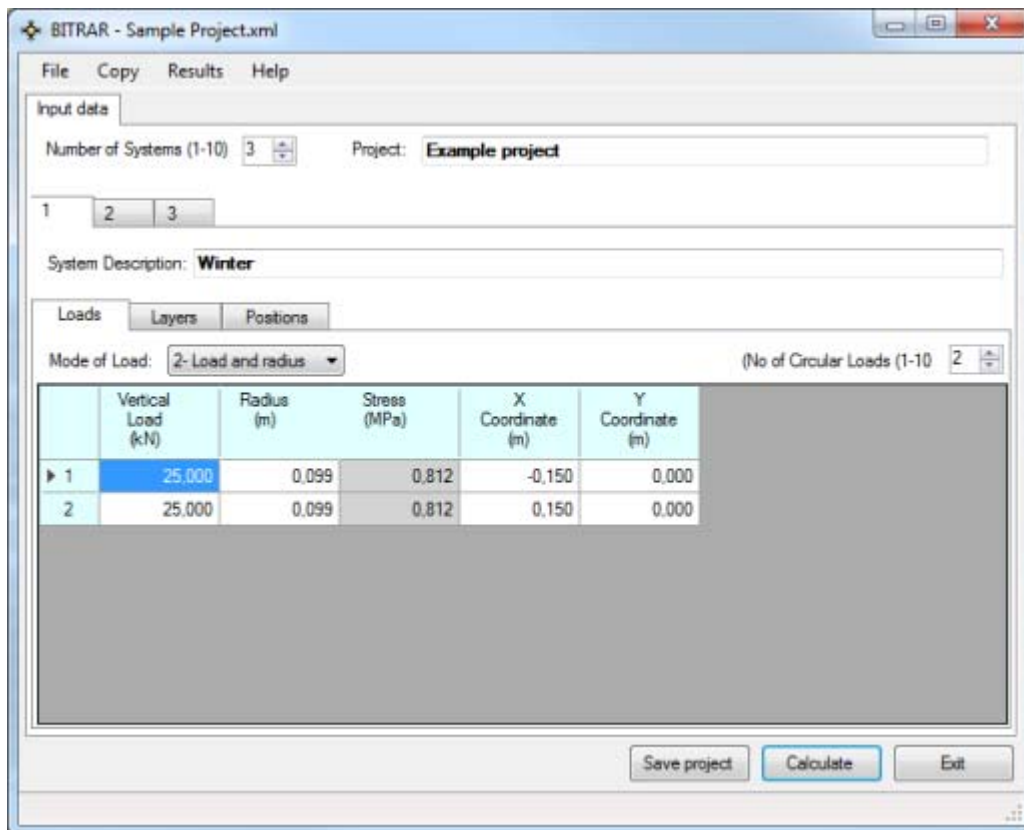 BITRAR - Sample Project.xml
File Copy Results Help
Input data
Number of Systems (1-10) 3 Project: Example project
1 2 3
System Description: Winter
Loads Layers Positions
Mode of Load: 2- Load and radius (No of Circular Loads (1-10 2
Vertical Load (kN) Radius (m) Stress (MPa) X Coordinate (m) Y Coordinate (m)
1 25,000 0,099 0,812 -0,150 0,000
2 25,000 0,099 0,812 0,150 0,000
Save project Calculate Exit